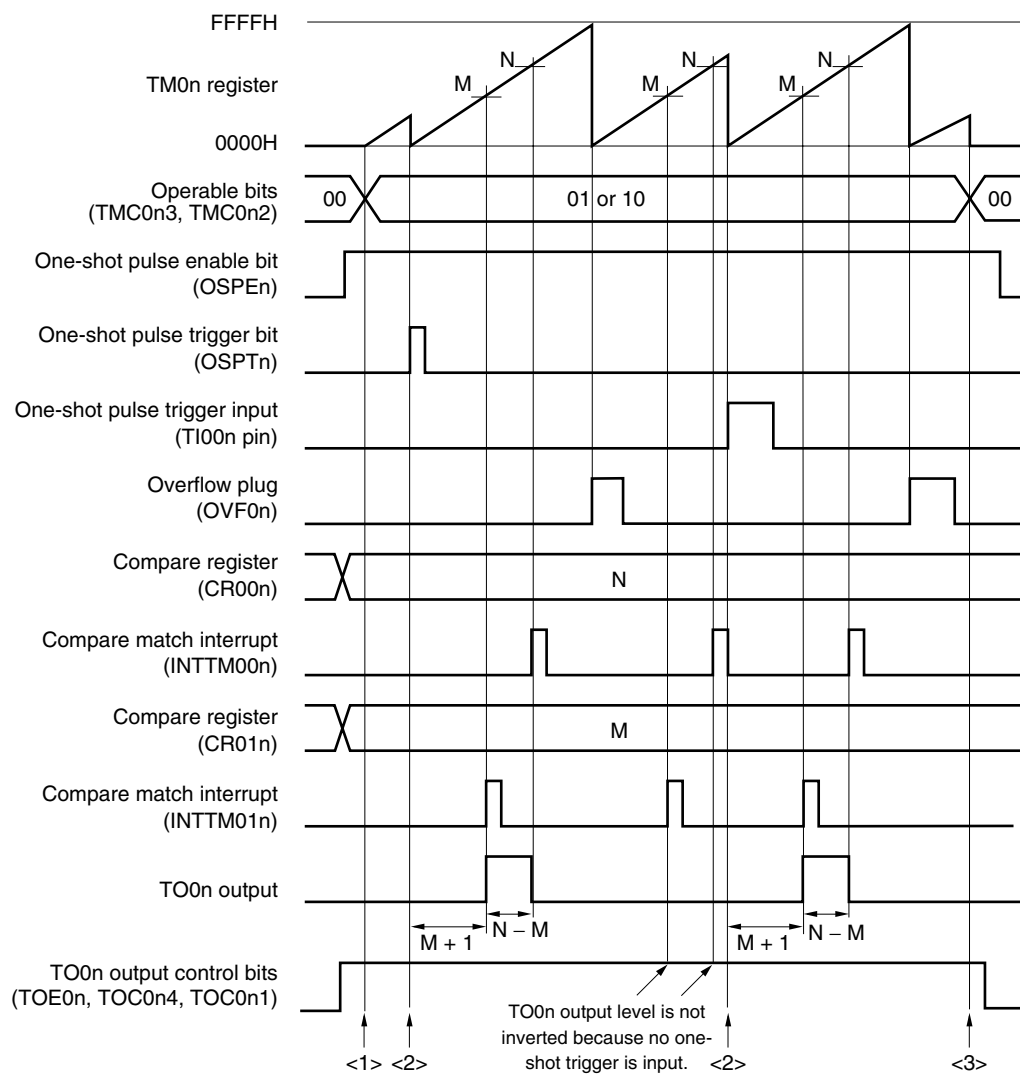 FFFFH
TM0n register
0000H
M N M N M N
Operable bits
(TMC0n3, TMC0n2)
00 01 or 10 00
One-shot pulse enable bit
(OSPEn)
One-shot pulse trigger bit
(OSPTn)
One-shot pulse trigger input
(TI00n pin)
Overflow plug
(OVF0n)
Compare register
(CR00n)
N
Compare match interrupt
(INTTM00n)
Compare register
(CR01n)
M
Compare match interrupt
(INTTM01n)
TO0n output
M + 1 N − M M + 1 N − M
TO0n output control bits
(TOE0n, TOC0n4, TOC0n1)
TO0n output level is not
inverted because no one-
shot trigger is input.
<1> <2> <2> <3>